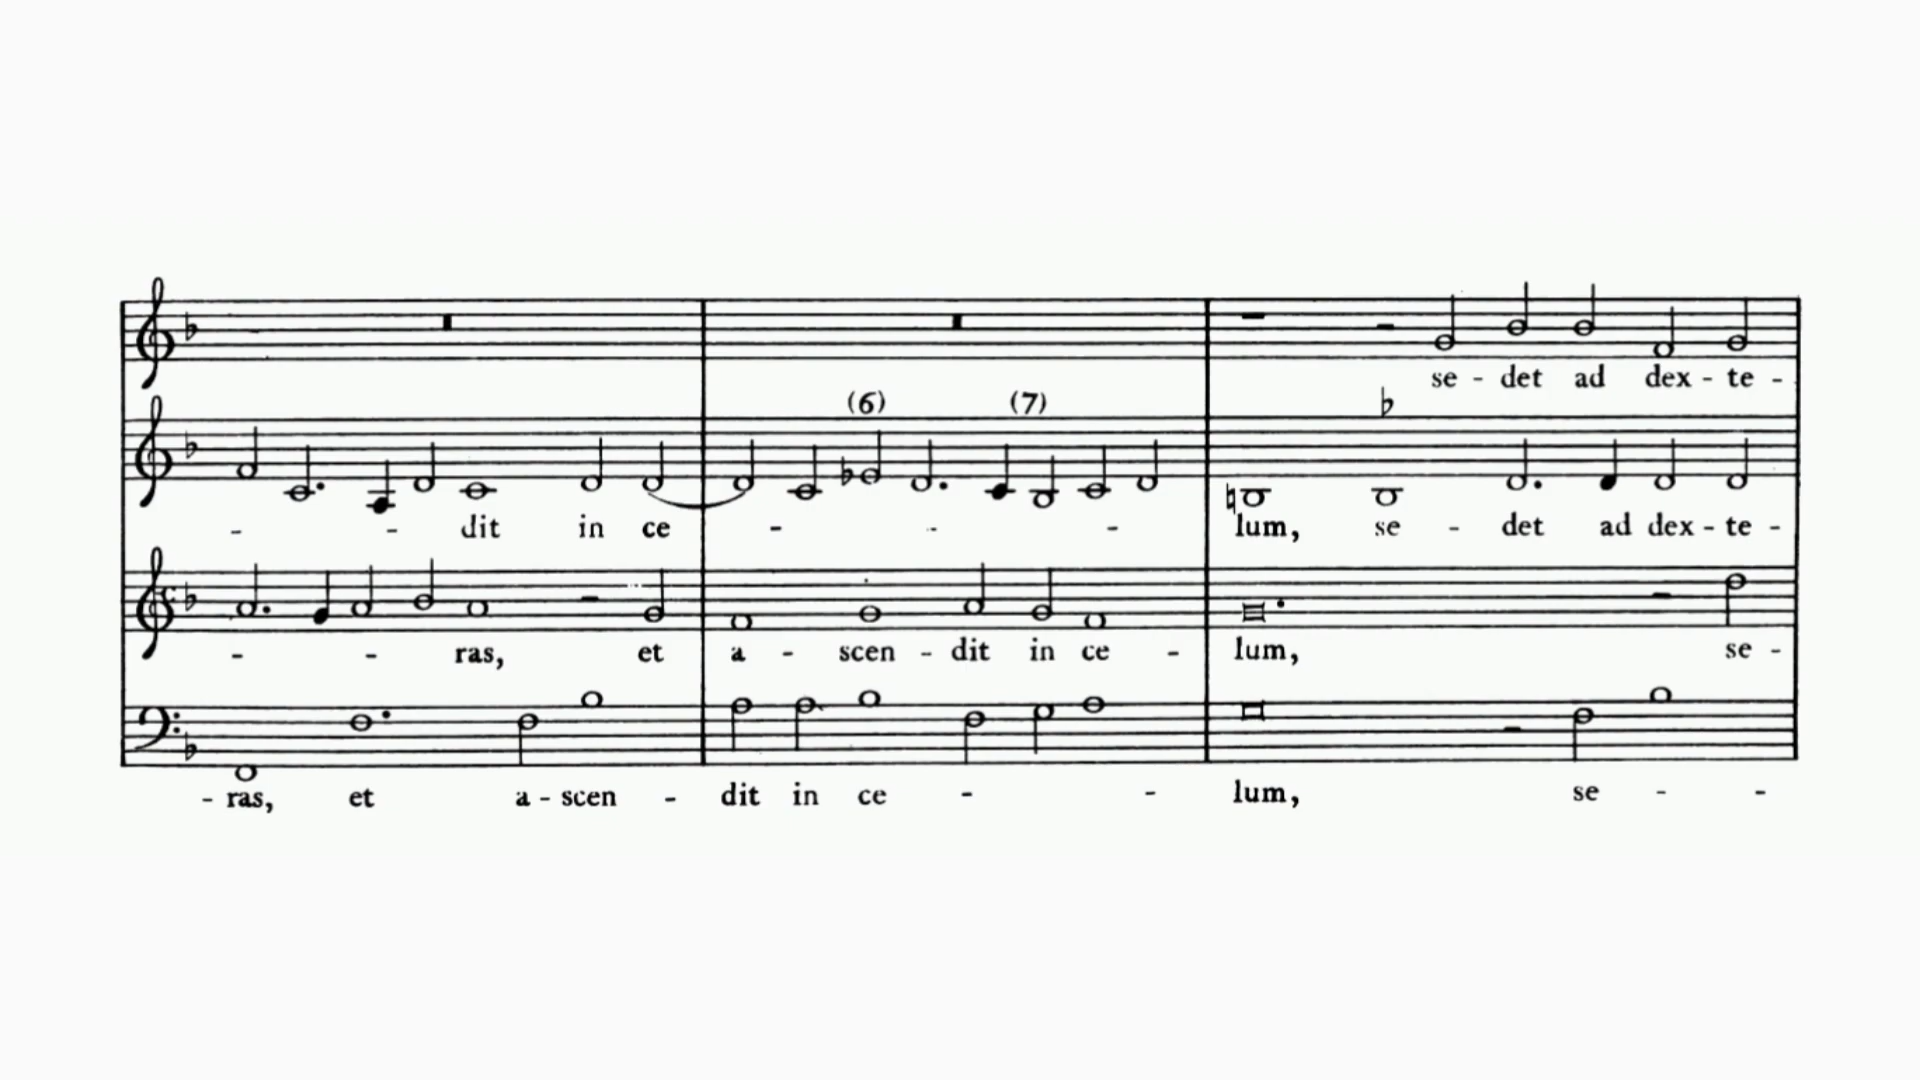 se - det ad dex - te -
(6) (7)
- - dit in ce - - - lum, se - det ad dex - te -
- - ras, et a - scen - dit in ce - lum, se -
- ras, et a - scen - dit in ce - - lum, se - -